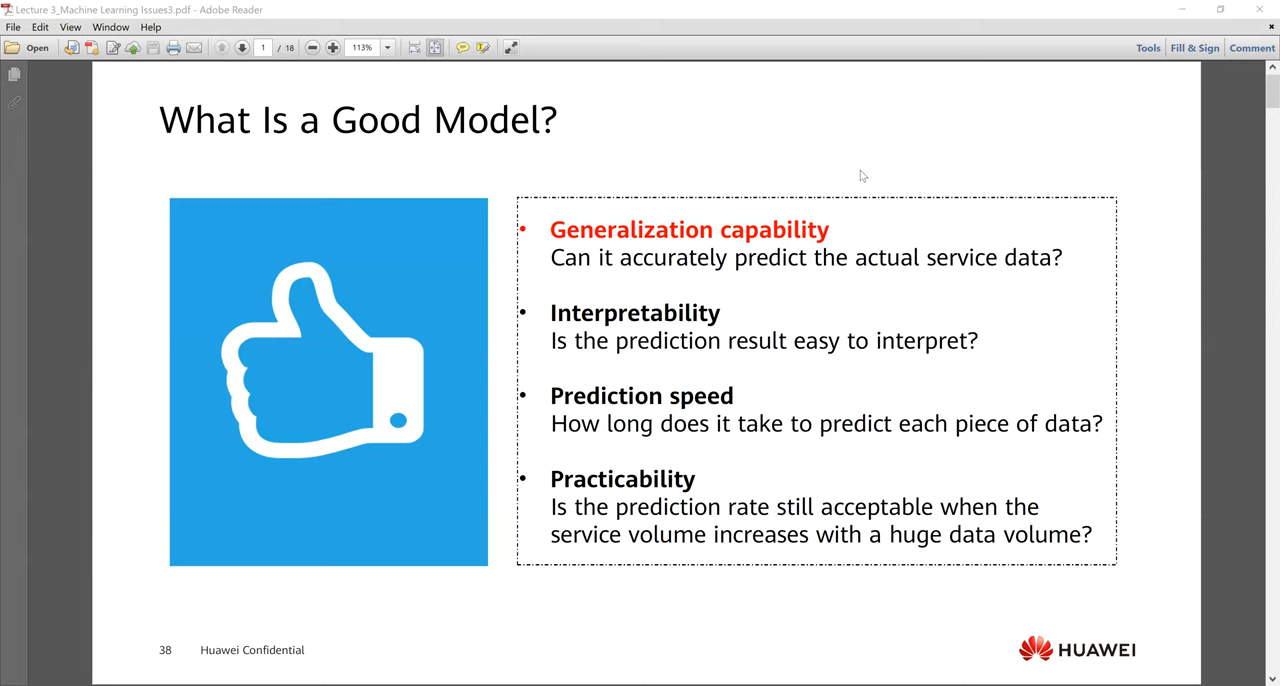 Lecture 3_Machine Learning Issues3.pdf - Adobe Reader
File Edit View Window Help
Open 1 / 18 113% Tools Fill & Sign Comment
What Is a Good Model?
• Generalization capability
Can it accurately predict the actual service data?
• Interpretability
Is the prediction result easy to interpret?
• Prediction speed
How long does it take to predict each piece of data?
• Practicability
Is the prediction rate still acceptable when the
service volume increases with a huge data volume?
38 Huawei Confidential HUAWEI